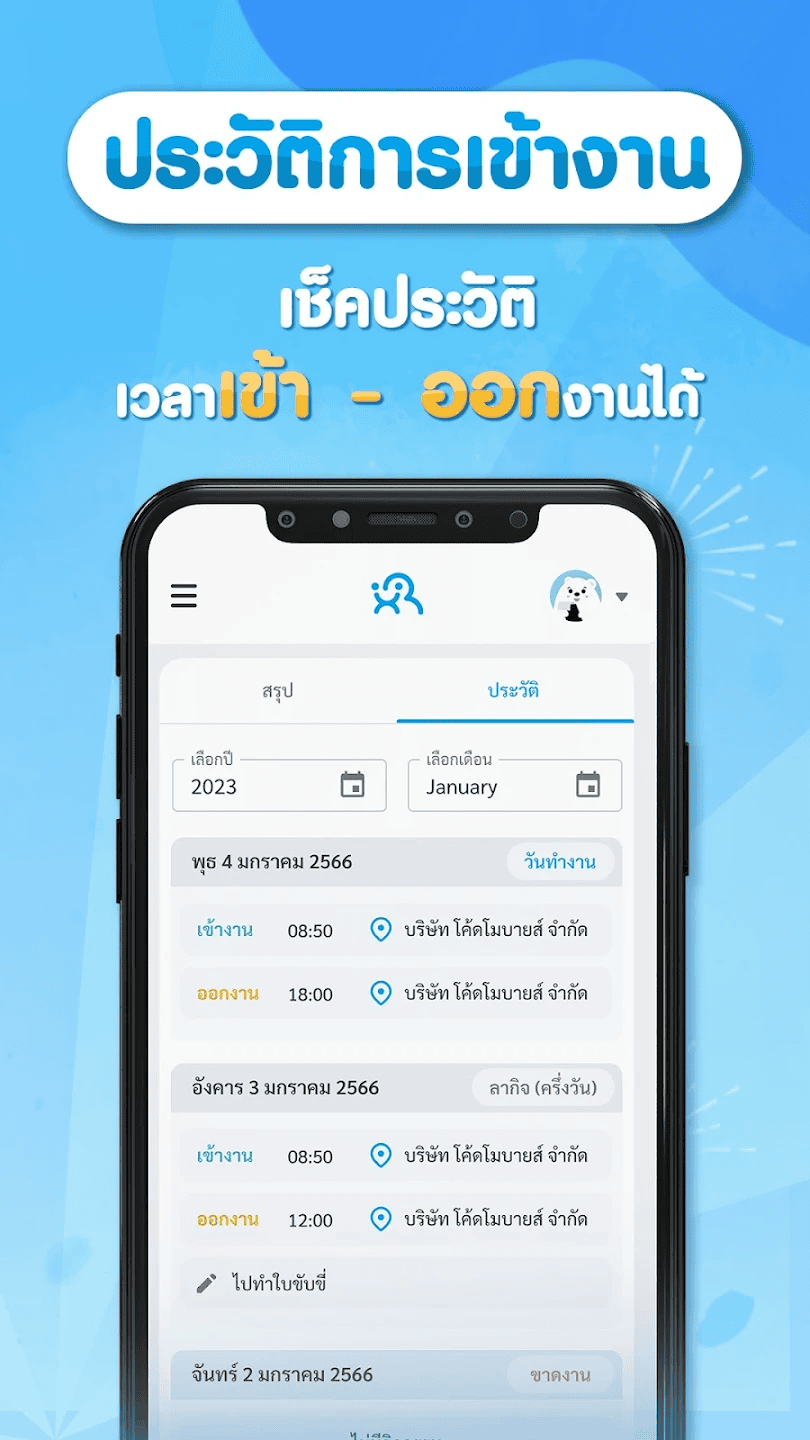 ประวัติการเข้างาน
เช็คประวัติ
เวลาเข้า - ออกงานได้
สรุป
ประวัติ
เลือกปี
2023
เลือกเดือน
January
พุธ 4 มกราคม 2566
วันทำงาน
เข้างาน 08:50 บริษัท โค้ดโมบายส์ จำกัด
ออกงาน 18:00 บริษัท โค้ดโมบายส์ จำกัด
อังคาร 3 มกราคม 2566
ลากิจ (ครึ่งวัน)
เข้างาน 08:50 บริษัท โค้ดโมบายส์ จำกัด
ออกงาน 12:00 บริษัท โค้ดโมบายส์ จำกัด
ไปทำใบขับขี่
จันทร์ 2 มกราคม 2566
ขาดงาน